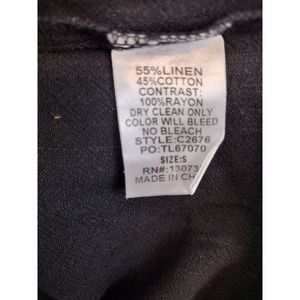 55%LINEN
45%COTTON
CONTRAST:
100%RAYON
DRY CLEAN ONLY
COLOR WILL BLEED
NO BLEACH
STYLE:C2676
PO:TL67070
SIZE:S
RN#:13073
MADE IN CH